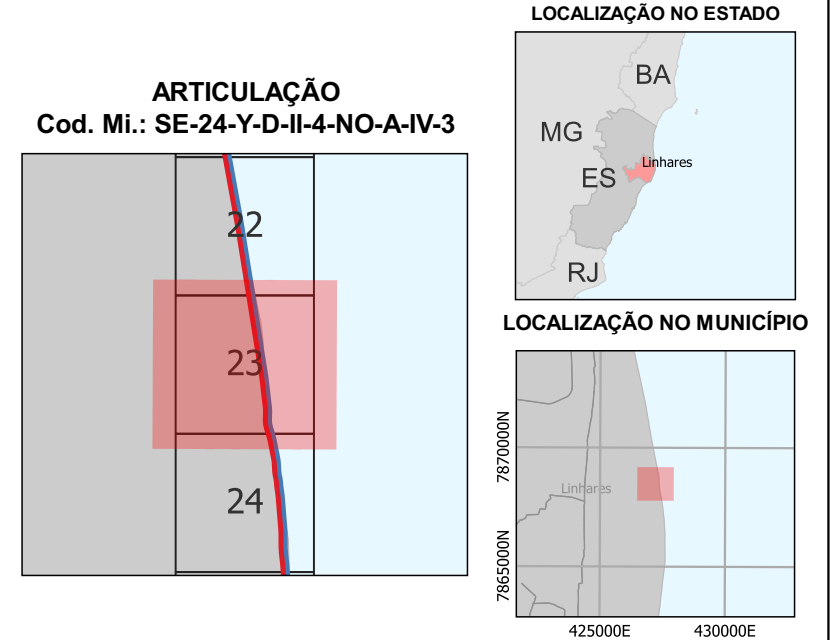 ARTICULAÇÃO
Cod. Mi.: SE-24-Y-D-II-4-NO-A-IV-3
22
23
24
LOCALIZAÇÃO NO ESTADO
BA
MG
Linhares
ES
RJ
LOCALIZAÇÃO NO MUNICÍPIO
7870000N
Linhares
7865000N
425000E
430000E